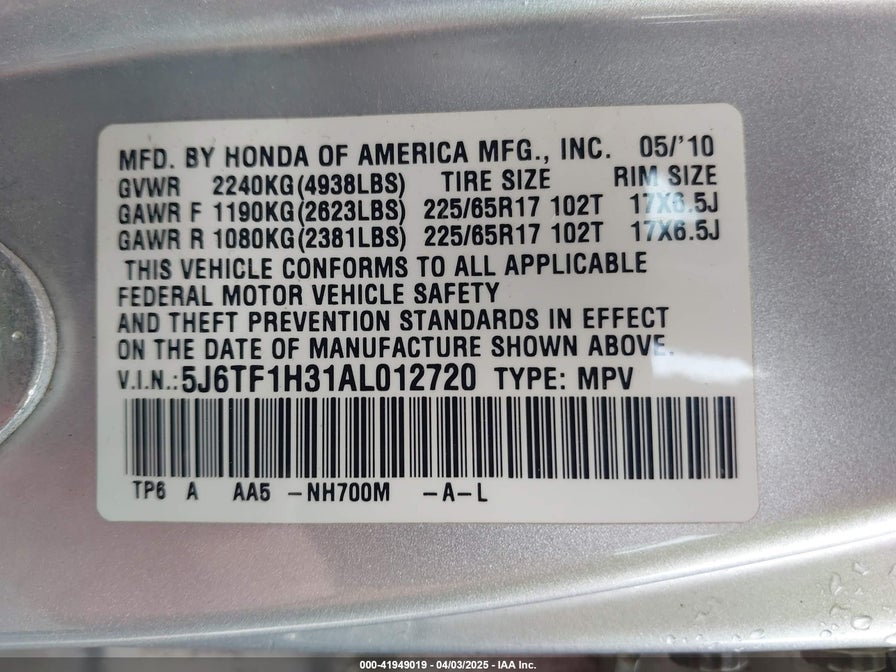 MFD. BY HONDA OF AMERICA MFG., INC. 05/'10
GVWR 2240KG(4938LBS) TIRE SIZE RIM SIZE
GAWR F 1190KG(2623LBS) 225/65R17 102T 17X6.5J
GAWR R 1080KG(2381LBS) 225/65R17 102T 17X6.5J
THIS VEHICLE CONFORMS TO ALL APPLICABLE
FEDERAL MOTOR VEHICLE SAFETY
AND THEFT PREVENTION STANDARDS IN EFFECT
ON THE DATE OF MANUFACTURE SHOWN ABOVE.
V.I.N.:5J6TF1H31AL012720 TYPE: MPV
TP6 A AA5 -NH700M -A-L
000-41949019 - 04/03/2025 - IAA Inc.